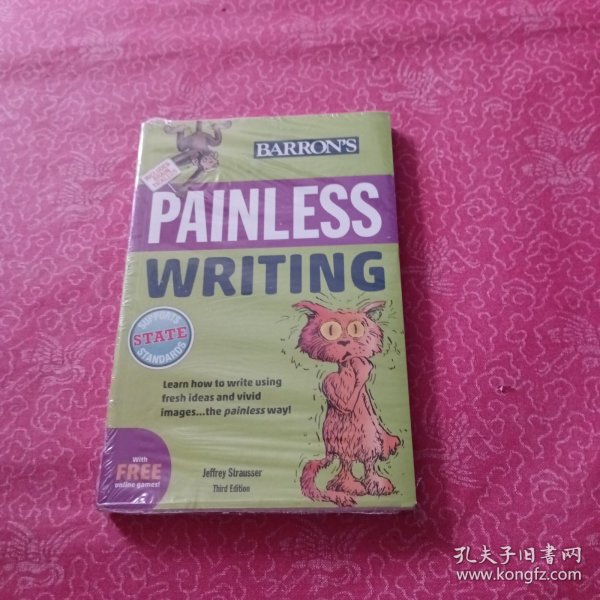 BARRON'S
PAINLESS
WRITING
SUPPORTS
STATE
STANDARDS
Learn how to write using
fresh ideas and vivid
images...the painless way!
With
FREE
online games!
Jeffrey Strausser
Third Edition
孔夫子旧书网
www.kongfz.com